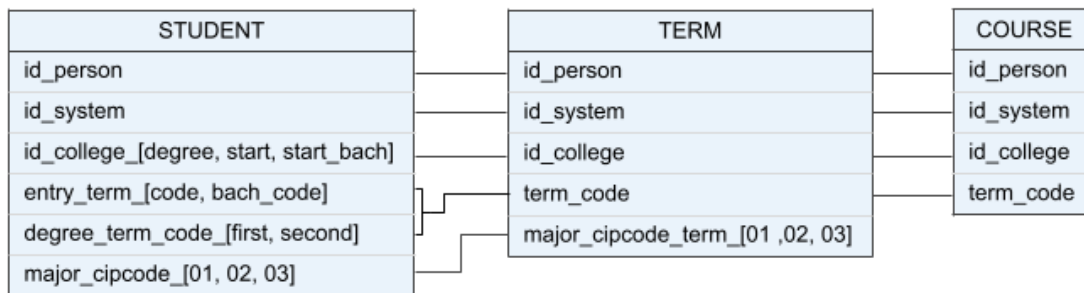 STUDENT
id_person
id_system
id_college_[degree, start, start_bach]
entry_term_[code, bach_code]
degree_term_code_[first, second]
major_cipcode_[01, 02, 03]
TERM
id_person
id_system
id_college
term_code
major_cipcode_term_[01 ,02, 03]
COURSE
id_person
id_system
id_college
term_code